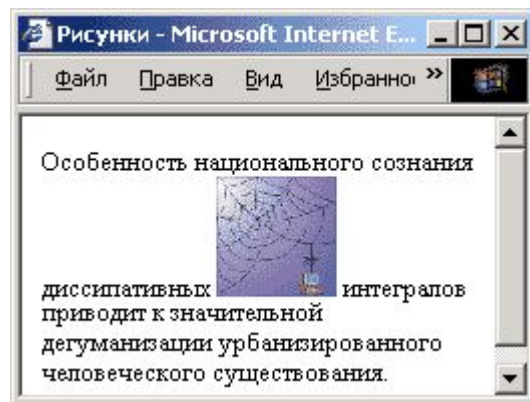 Рисунки - Microsoft Internet E...
Файл Правка Вид Избранно »
Особенность национального сознания
диссипативных интегралов
приводит к значительной
дегуманизации урбанизированного
человеческого существования.